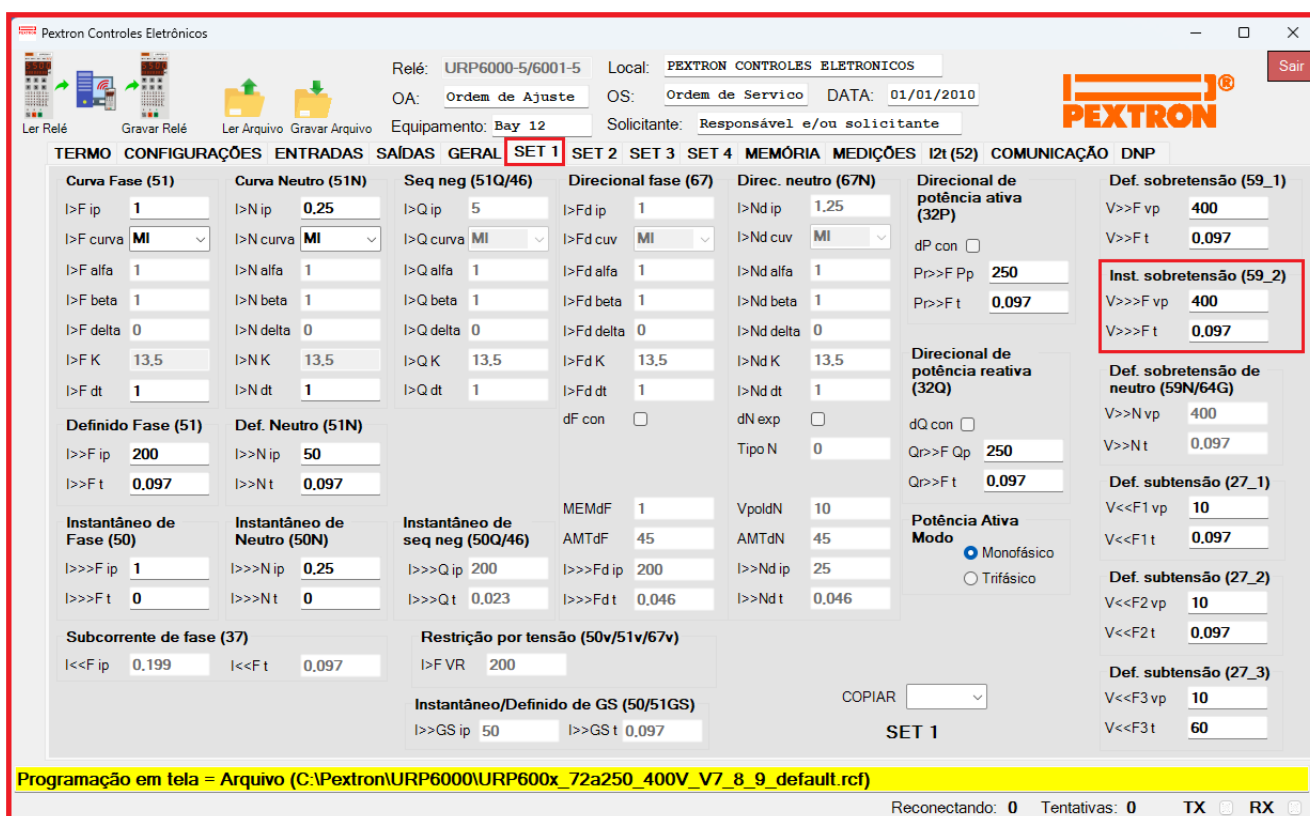 Pextron Controles Eletrônicos
Relé: URP6000-5/6001-5 Local: PEXTRON CONTROLES ELETRONICOS Sair
OA: Ordem de Ajuste OS: Ordem de Servico DATA: 01/01/2010
Equipamento: Bay 12 Solicitante: Responsável e/ou solicitante
PEXTRON ®
Ler Relé Gravar Relé Ler Arquivo Gravar Arquivo
TERMO CONFIGURAÇÕES ENTRADAS SAÍDAS GERAL SET 1 SET 2 SET 3 SET 4 MEMÓRIA MEDIÇÕES I2t (52) COMUNICAÇÃO DNP
Curva Fase (51)
I>F ip 1
I>F curva MI
I>F alfa 1
I>F beta 1
I>F delta 0
I>F K 13,5
I>F dt 1
Curva Neutro (51N)
I>N ip 0,25
I>N curva MI
I>N alfa 1
I>N beta 1
I>N delta 0
I>N K 13,5
I>N dt 1
Seq neg (51Q/46)
I>Q ip 5
I>Q curva MI
I>Q alfa 1
I>Q beta 1
I>Q delta 0
I>Q K 13,5
I>Q dt 1
Direcional fase (67)
I>Fd ip 1
I>Fd cuv MI
I>Fd alfa 1
I>Fd beta 1
I>Fd delta 0
I>Fd K 13,5
I>Fd dt 1
dF con
MEMdF 1
AMTdF 45
I>>>Fd ip 200
I>>>Fd t 0,046
Direc. neutro (67N)
I>Nd ip 1,25
I>Nd cuv MI
I>Nd alfa 1
I>Nd beta 1
I>Nd delta 0
I>Nd K 13,5
I>Nd dt 1
dN exp
Tipo N 0
VpoldN 10
AMTdN 45
I>>Nd ip 25
I>>Nd t 0,046
Direcional de
potência ativa
(32P)
dP con
Pr>>F Pp 250
Pr>>F t 0,097
Direcional de
potência reativa
(32Q)
dQ con
Qr>>F Qp 250
Qr>>F t 0,097
Potência Ativa
Modo
Monofásico
Trifásico
Def. sobretensão (59_1)
V>>F vp 400
V>>F t 0,097
Inst. sobretensão (59_2)
V>>>F vp 400
V>>>F t 0,097
Def. sobretensão de
neutro (59N/64G)
V>>N vp 400
V>>N t 0,097
Def. subtensão (27_1)
V<<F1 vp 10
V<<F1 t 0,097
Def. subtensão (27_2)
V<<F2 vp 10
V<<F2 t 0,097
Def. subtensão (27_3)
V<<F3 vp 10
V<<F3 t 60
Definido Fase (51)
I>>F ip 200
I>>F t 0,097
Def. Neutro (51N)
I>>N ip 50
I>>N t 0,097
Instantâneo de
Fase (50)
I>>>F ip 1
I>>>F t 0
Instantâneo de
Neutro (50N)
I>>>N ip 0,25
I>>>N t 0
Instantâneo de
seq neg (50Q/46)
I>>>Q ip 200
I>>>Q t 0,023
Subcorrente de fase (37)
I<<F ip 0,199 I<<F t 0,097
Restrição por tensão (50v/51v/67v)
I>F VR 200
Instantâneo/Definido de GS (50/51GS)
I>>GS ip 50 I>>GS t 0,097
COPIAR
SET 1
Programação em tela = Arquivo (C:\Pextron\URP6000\URP600x_72a250_400V_V7_8_9_default.rcf)
Reconectando: 0 Tentativas: 0 TX RX